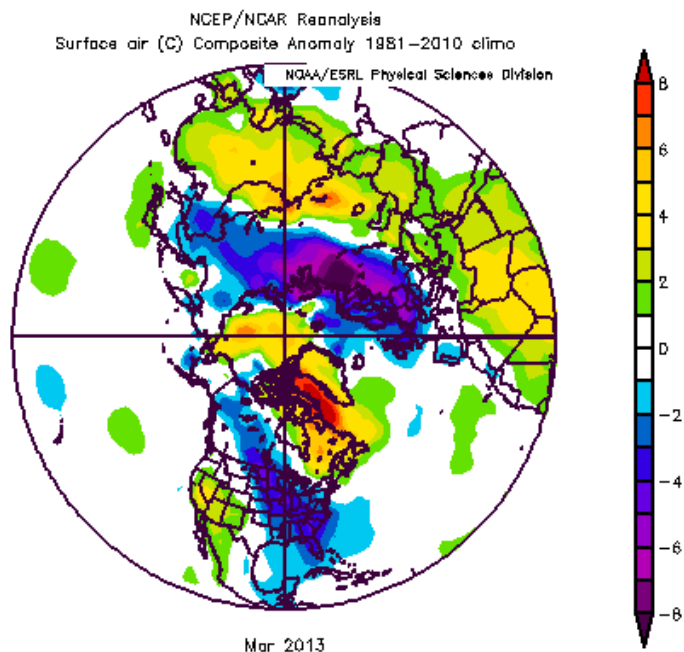 NCEP/NCAR Reanalysis
Surface air (C) Composite Anomaly 1981-2010 climo
NOAA/ESRL Physical Sciences Division
8
6
4
2
0
-2
-4
-6
-8
Mar 2013